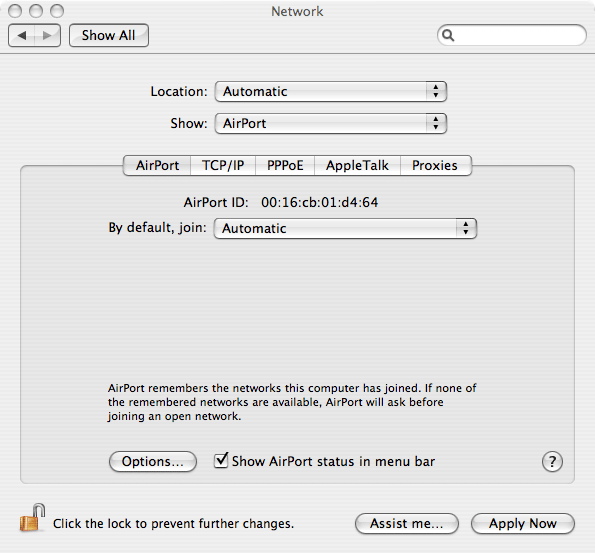 Network
Show All
Location: Automatic
Show: AirPort
AirPort TCP/IP PPPoE AppleTalk Proxies
AirPort ID: 00:16:cb:01:d4:64
By default, join: Automatic
AirPort remembers the networks this computer has joined. If none of
the remembered networks are available, AirPort will ask before
joining an open network.
Options... Show AirPort status in menu bar ?
Click the lock to prevent further changes. Assist me... Apply Now